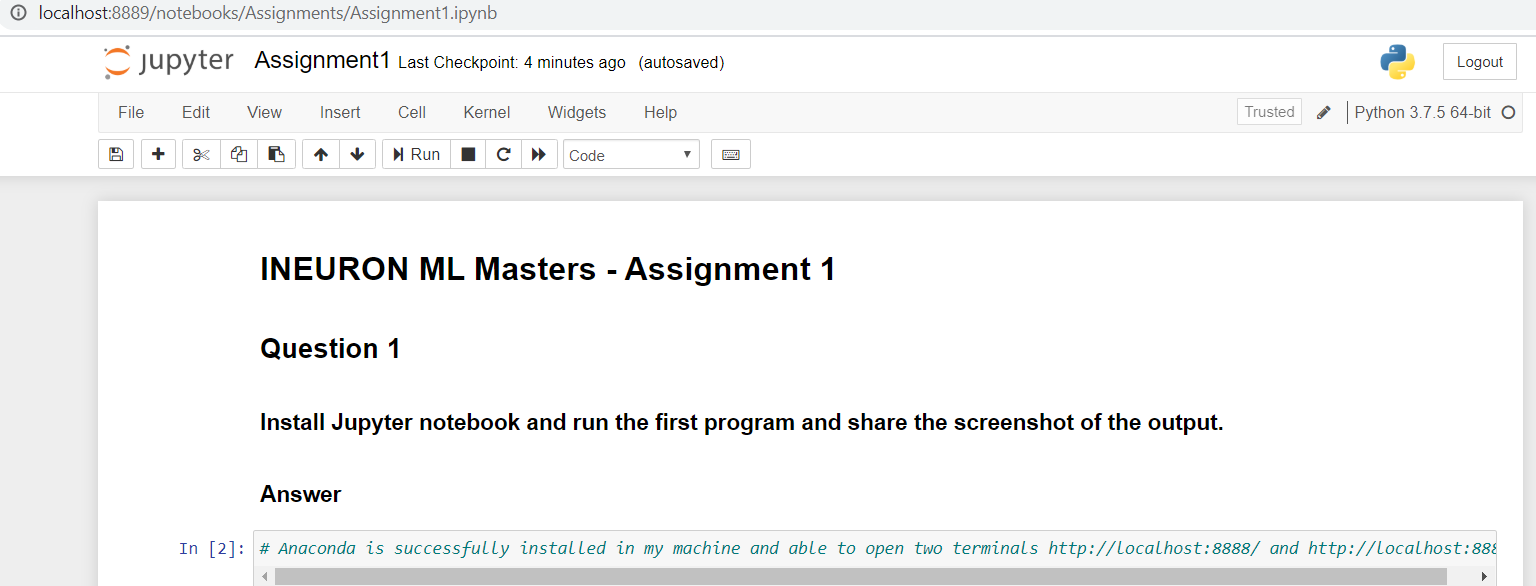 localhost:8889/notebooks/Assignments/Assignment1.ipynb
jupyter Assignment1 Last Checkpoint: 4 minutes ago (autosaved) Logout
File Edit View Insert Cell Kernel Widgets Help Trusted Python 3.7.5 64-bit
Run Code
INEURON ML Masters - Assignment 1
Question 1
Install Jupyter notebook and run the first program and share the screenshot of the output.
Answer
In [2]: # Anaconda is successfully installed in my machine and able to open two terminals http://localhost:8888/ and http://localhost:888